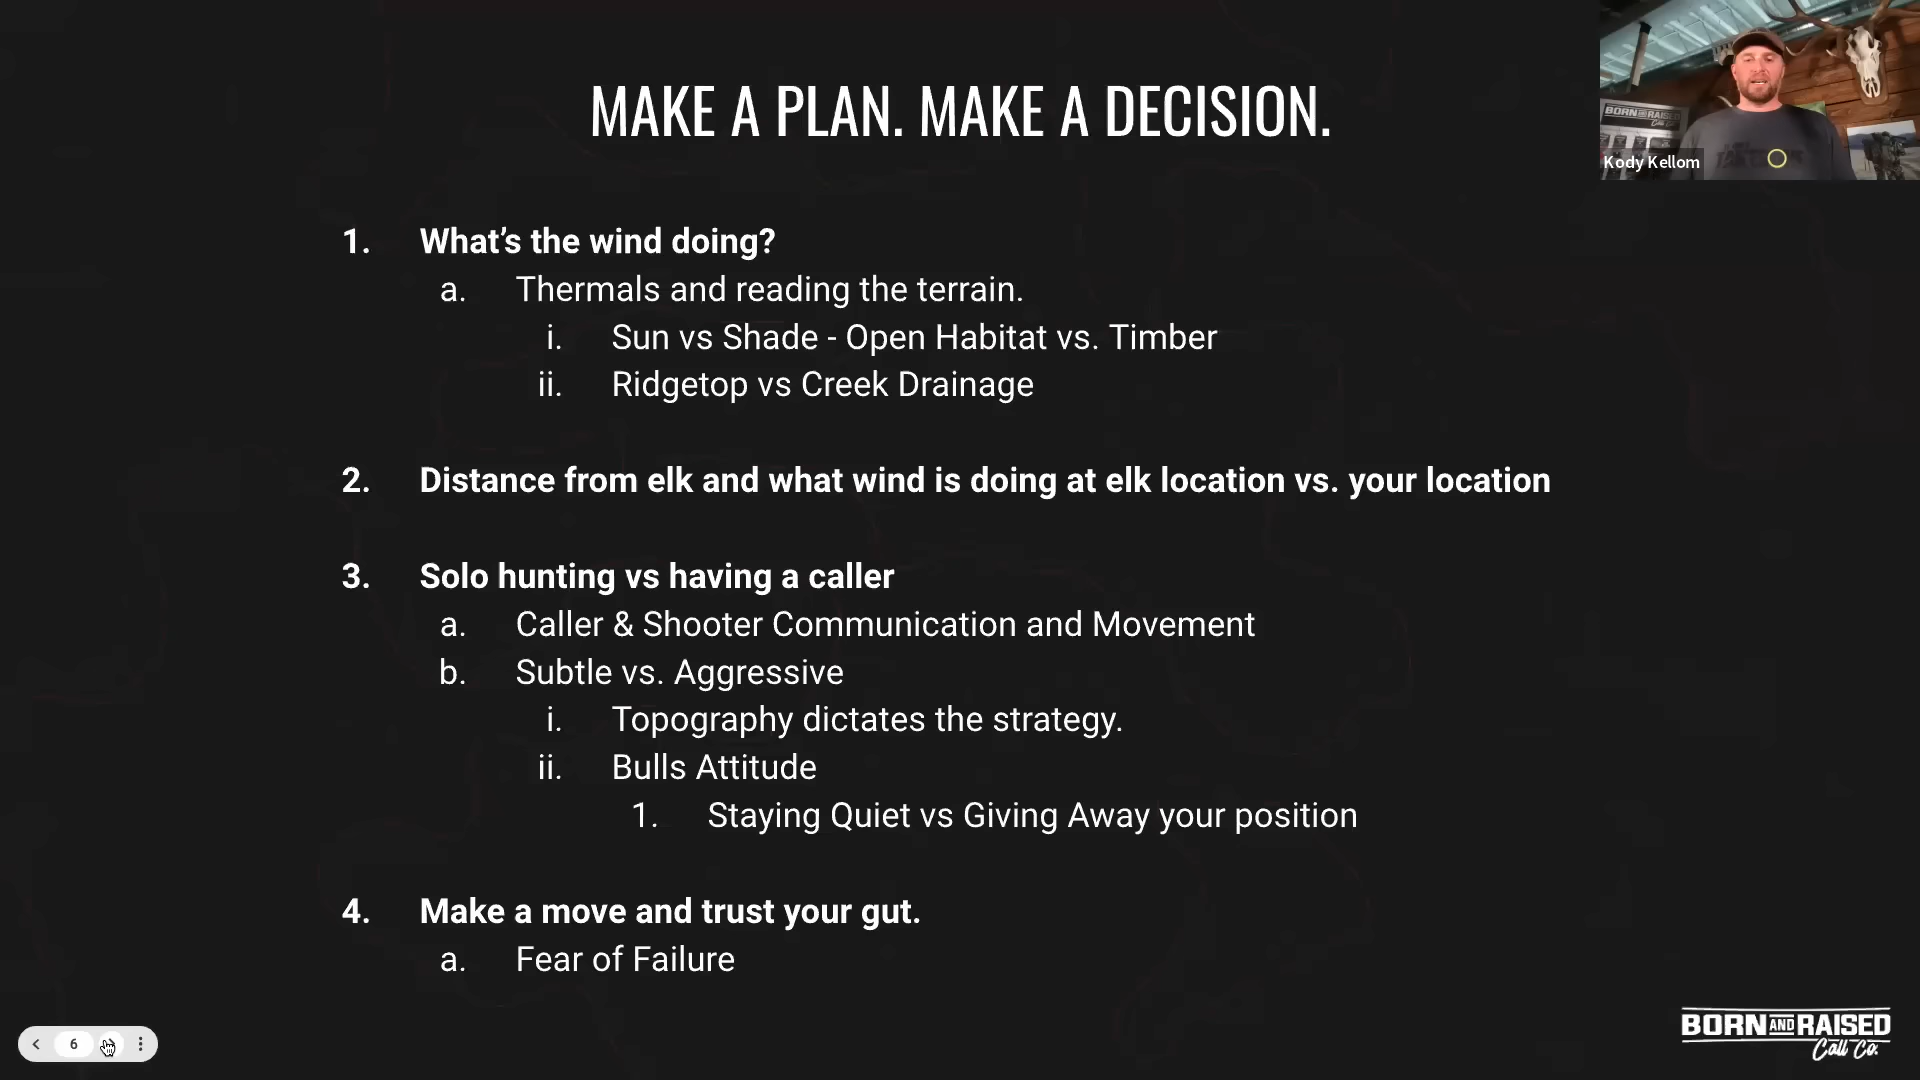 MAKE A PLAN. MAKE A DECISION.
BORN AND RAISED
Kody Kellom
1. What’s the wind doing?
a. Thermals and reading the terrain.
i. Sun vs Shade - Open Habitat vs. Timber
ii. Ridgetop vs Creek Drainage
2. Distance from elk and what wind is doing at elk location vs. your location
3. Solo hunting vs having a caller
a. Caller & Shooter Communication and Movement
b. Subtle vs. Aggressive
i. Topography dictates the strategy.
ii. Bulls Attitude
1. Staying Quiet vs Giving Away your position
4. Make a move and trust your gut.
a. Fear of Failure
6
BORN AND RAISED
Call Co.